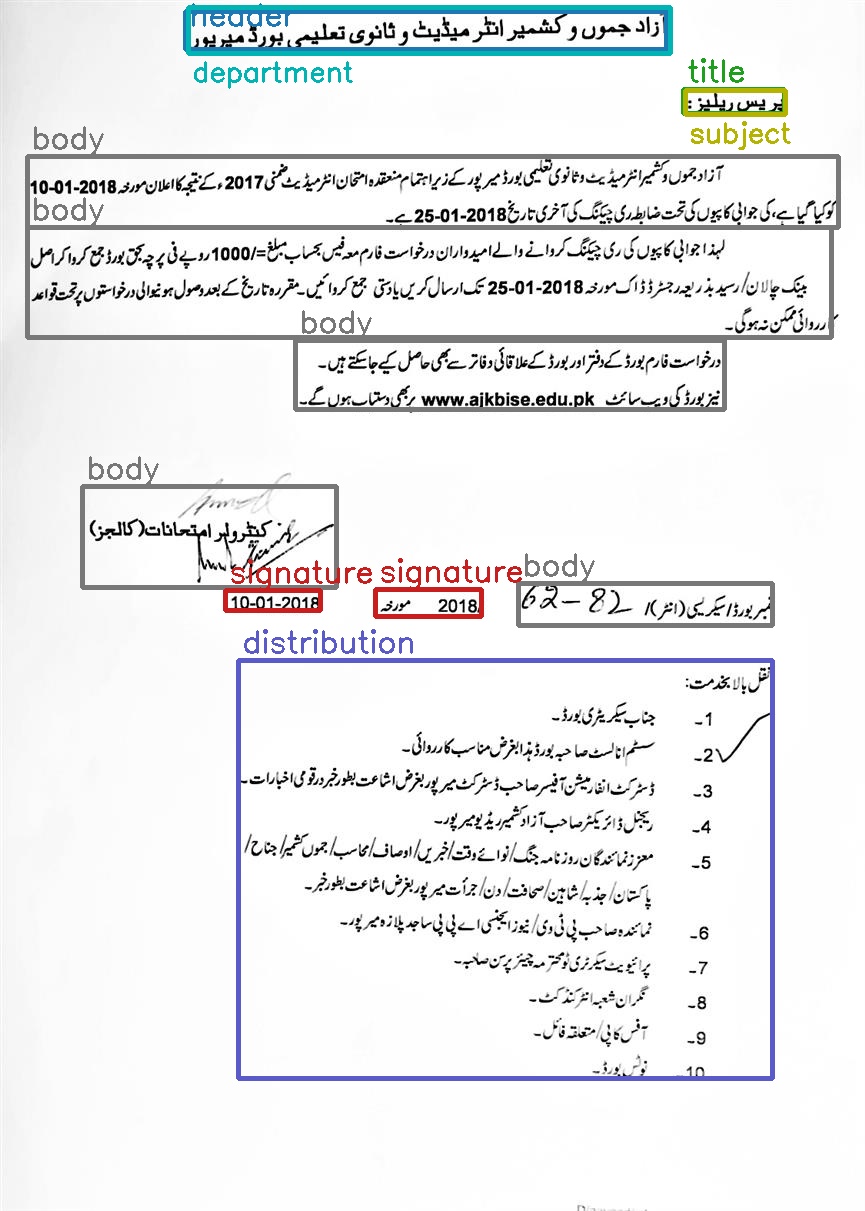 header
آزاد جموں و کشمیر انٹرمیڈیٹ و ثانوی تعلیمی بورڈ میرپور
department
title
پریس ریلیز:
subject
body
آزاد جموں و کشمیر انٹرمیڈیٹ و ثانوی تعلیمی بورڈ میرپور کے زیر اہتمام منعقدہ امتحان انٹرمیڈیٹ ضمنی 2017ء کے نتیجہ کا اعلان مورخہ 10-01-2018
body
کو کیا گیا ہے، کی جوابی کاپیوں کی تحت ضابطہ ری چیکنگ کی آخری تاریخ 25-01-2018 ہے۔
لہذا جوابی کاپیوں کی ری چیکنگ کروانے والے امیدواران درخواست فارم معہ فیس بحساب مبلغ =/1000 روپے فی پرچہ بحق بورڈ جمع کروا کر اصل
بینک چالان/ رسید بذریعہ رجسٹرڈ ڈاک مورخہ 25-01-2018 تک ارسال کریں یا دستی جمع کروائیں۔ مقررہ تاریخ کے بعد وصول ہونیوالی درخواستوں پر تحت قواعد
کارروائی ممکن نہ ہوگی۔
body
درخواست فارم بورڈ کے دفتر اور بورڈ کے علاقائی دفاتر سے بھی حاصل کیے جاسکتے ہیں۔
نیز بورڈ کی ویب سائٹ www.ajkbise.edu.pk پر بھی دستیاب ہوں گے۔
body
کنٹرولر امتحانات (کالجز)
signature signature body
نمبر بورڈ/سیکریسی (انٹر)/ 62-82 /2018 مورخہ 10-01-2018
distribution
نقل بالا بخدمت:
1۔ جناب سیکریٹری بورڈ۔
2۔ سسٹم انالسٹ صاحبہ بورڈ ہذا بغرض مناسب کارروائی۔
3۔ ڈسٹرکٹ انفارمیشن آفیسر صاحب ڈسٹرکٹ میرپور بغرض اشاعت بطور خبر در قومی اخبارات۔
4۔ ریجنل ڈائریکٹر صاحب آزاد کشمیر ریڈیو میرپور۔
5۔ معزز نمائندگان روزنامہ جنگ/ نوائے وقت/ خبریں/ اوصاف/ محاسب/ جموں کشمیر/ جناح/
پاکستان/ جذبہ/ شاہین/ صحافت/ دن/ جرأت میرپور بغرض اشاعت بطور خبر۔
6۔ نمائندہ صاحب پی ٹی وی/ نیوز ایجنسی اے پی پی ساجد پلازہ میرپور۔
7۔ پرائیویٹ سیکرٹری ٹو محترمہ چیئرپرسن صاحبہ۔
8۔ نگران شعبہ انٹر کنڈکٹ۔
9۔ آفس کاپی/ متعلقہ فائل۔
10۔ نوٹس بورڈ۔